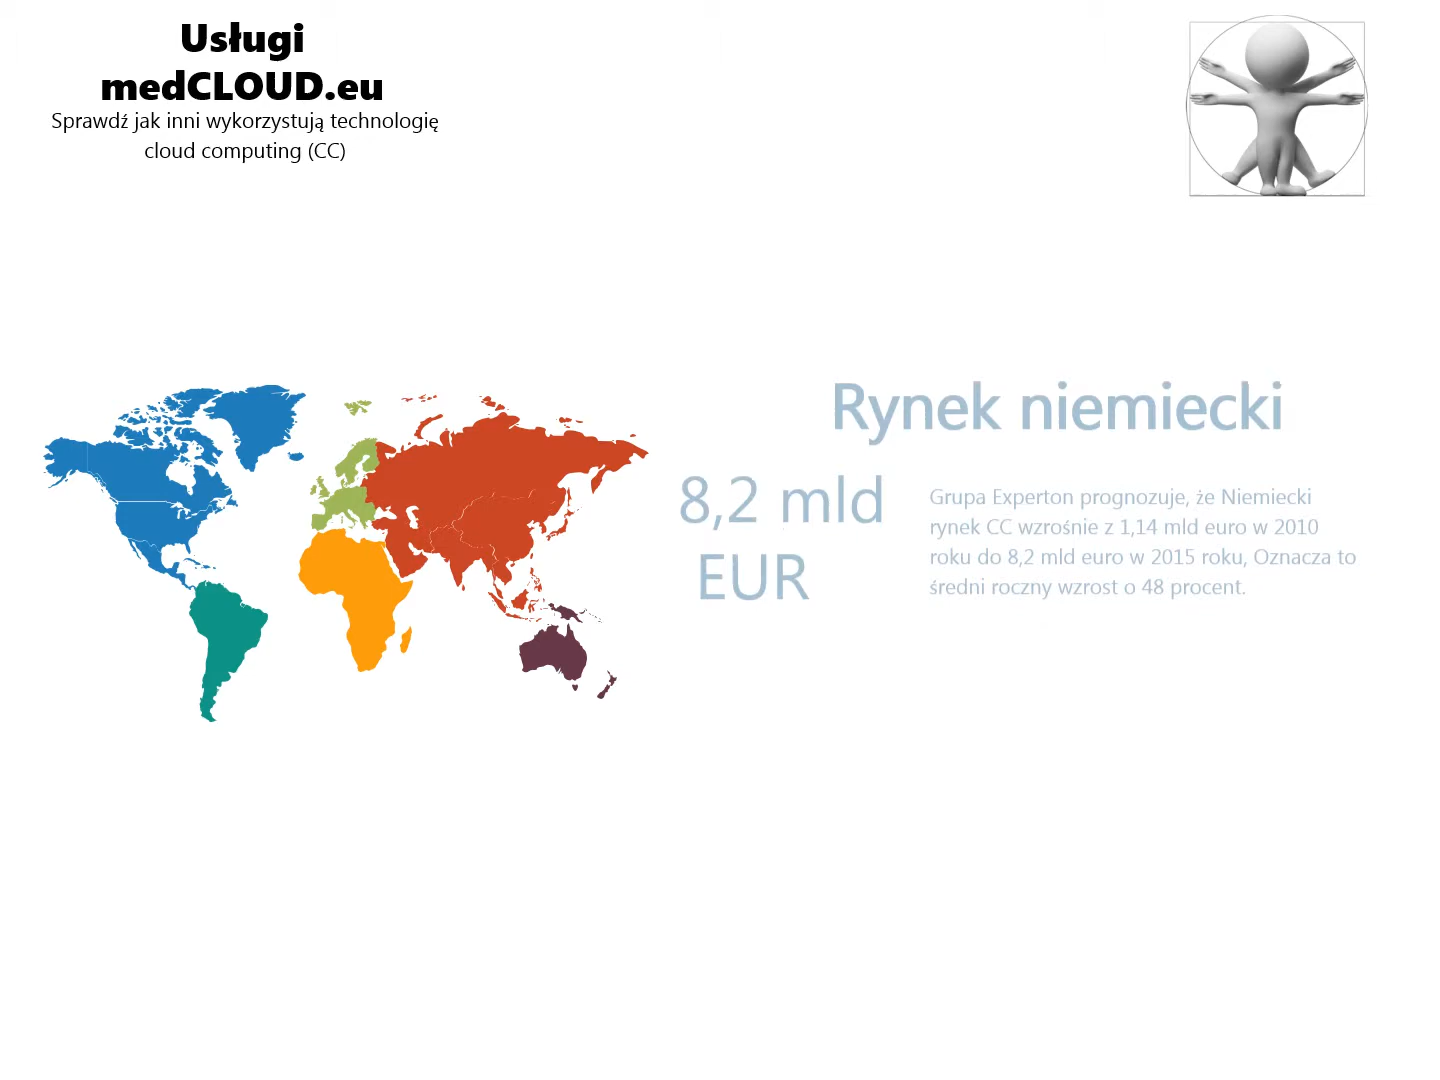 Usługi
medCLOUD.eu
Sprawdź jak inni wykorzystują technologię
cloud computing (CC)
Rynek niemiecki
8,2 mld
EUR
Grupa Experton prognozuje, że Niemiecki
rynek CC wzrośnie z 1,14 mld euro w 2010
roku do 8,2 mld euro w 2015 roku, Oznacza to
średni roczny wzrost o 48 procent.